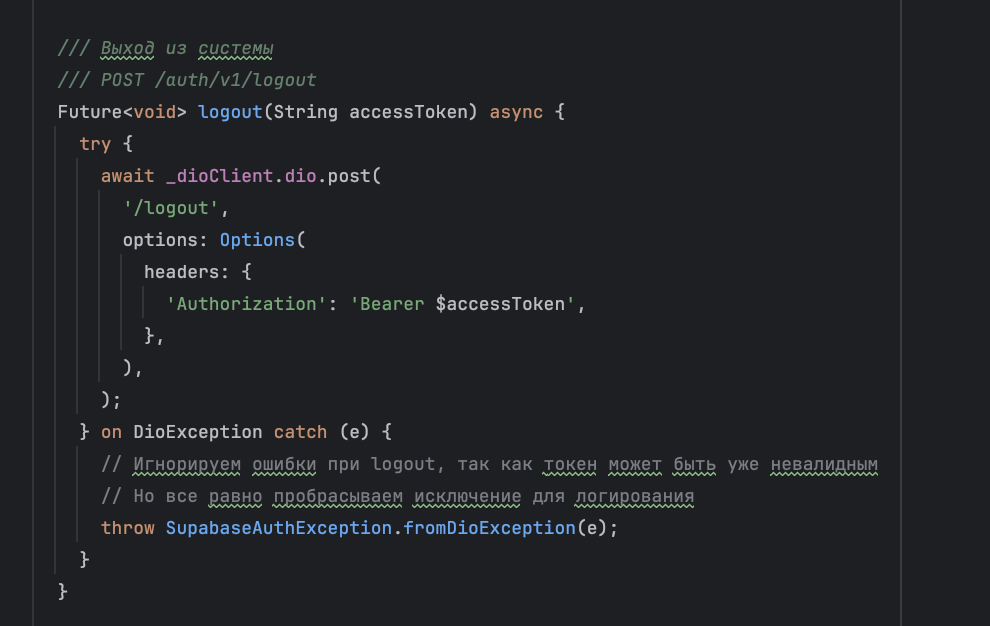 /// Выход из системы
/// POST /auth/v1/logout
Future<void> logout(String accessToken) async {
try {
await _dioClient.dio.post(
'/logout',
options: Options(
headers: {
'Authorization': 'Bearer $accessToken',
},
),
);
} on DioException catch (e) {
// Игнорируем ошибки при logout, так как токен может быть уже невалидным
// Но все равно пробрасываем исключение для логирования
throw SupabaseAuthException.fromDioException(e);
}
}